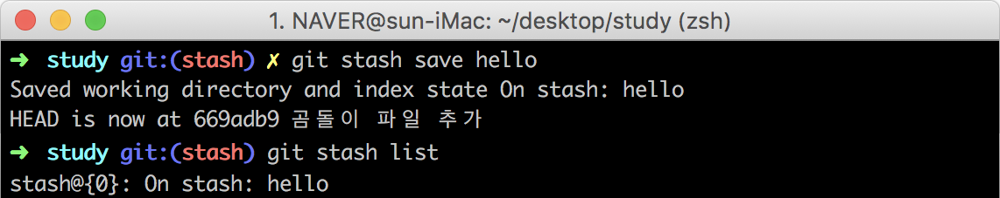 1. NAVER@sun-iMac: ~/desktop/study (zsh)
➜ study git:(stash) ✗ git stash save hello
Saved working directory and index state On stash: hello
HEAD is now at 669adb9 곰돌이 파일 추가
➜ study git:(stash) git stash list
stash@{0}: On stash: hello